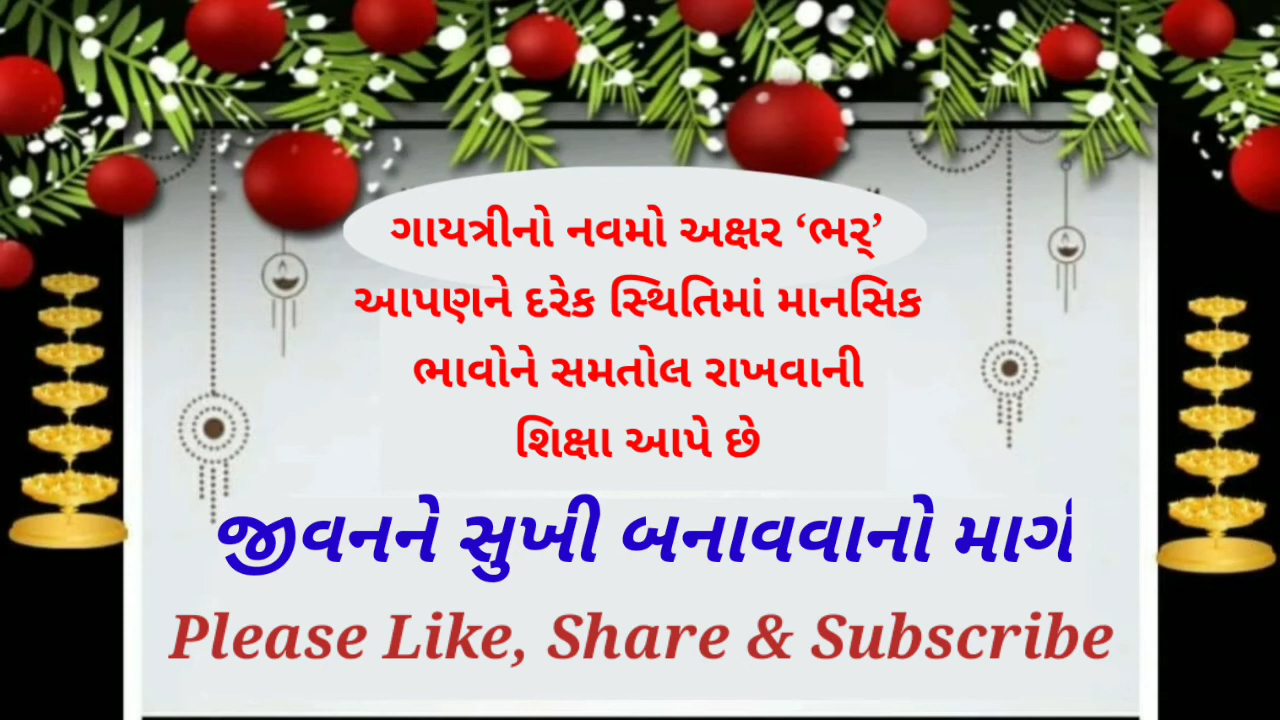 ગાયત્રીનો નવમો અક્ષર ‘ભર્’
આપણને દરેક સ્થિતિમાં માનસિક
ભાવોને સમતોલ રાખવાની
શિક્ષા આપે છે
જીવનને સુખી બનાવવાનો માર્ગ
Please Like, Share & Subscribe